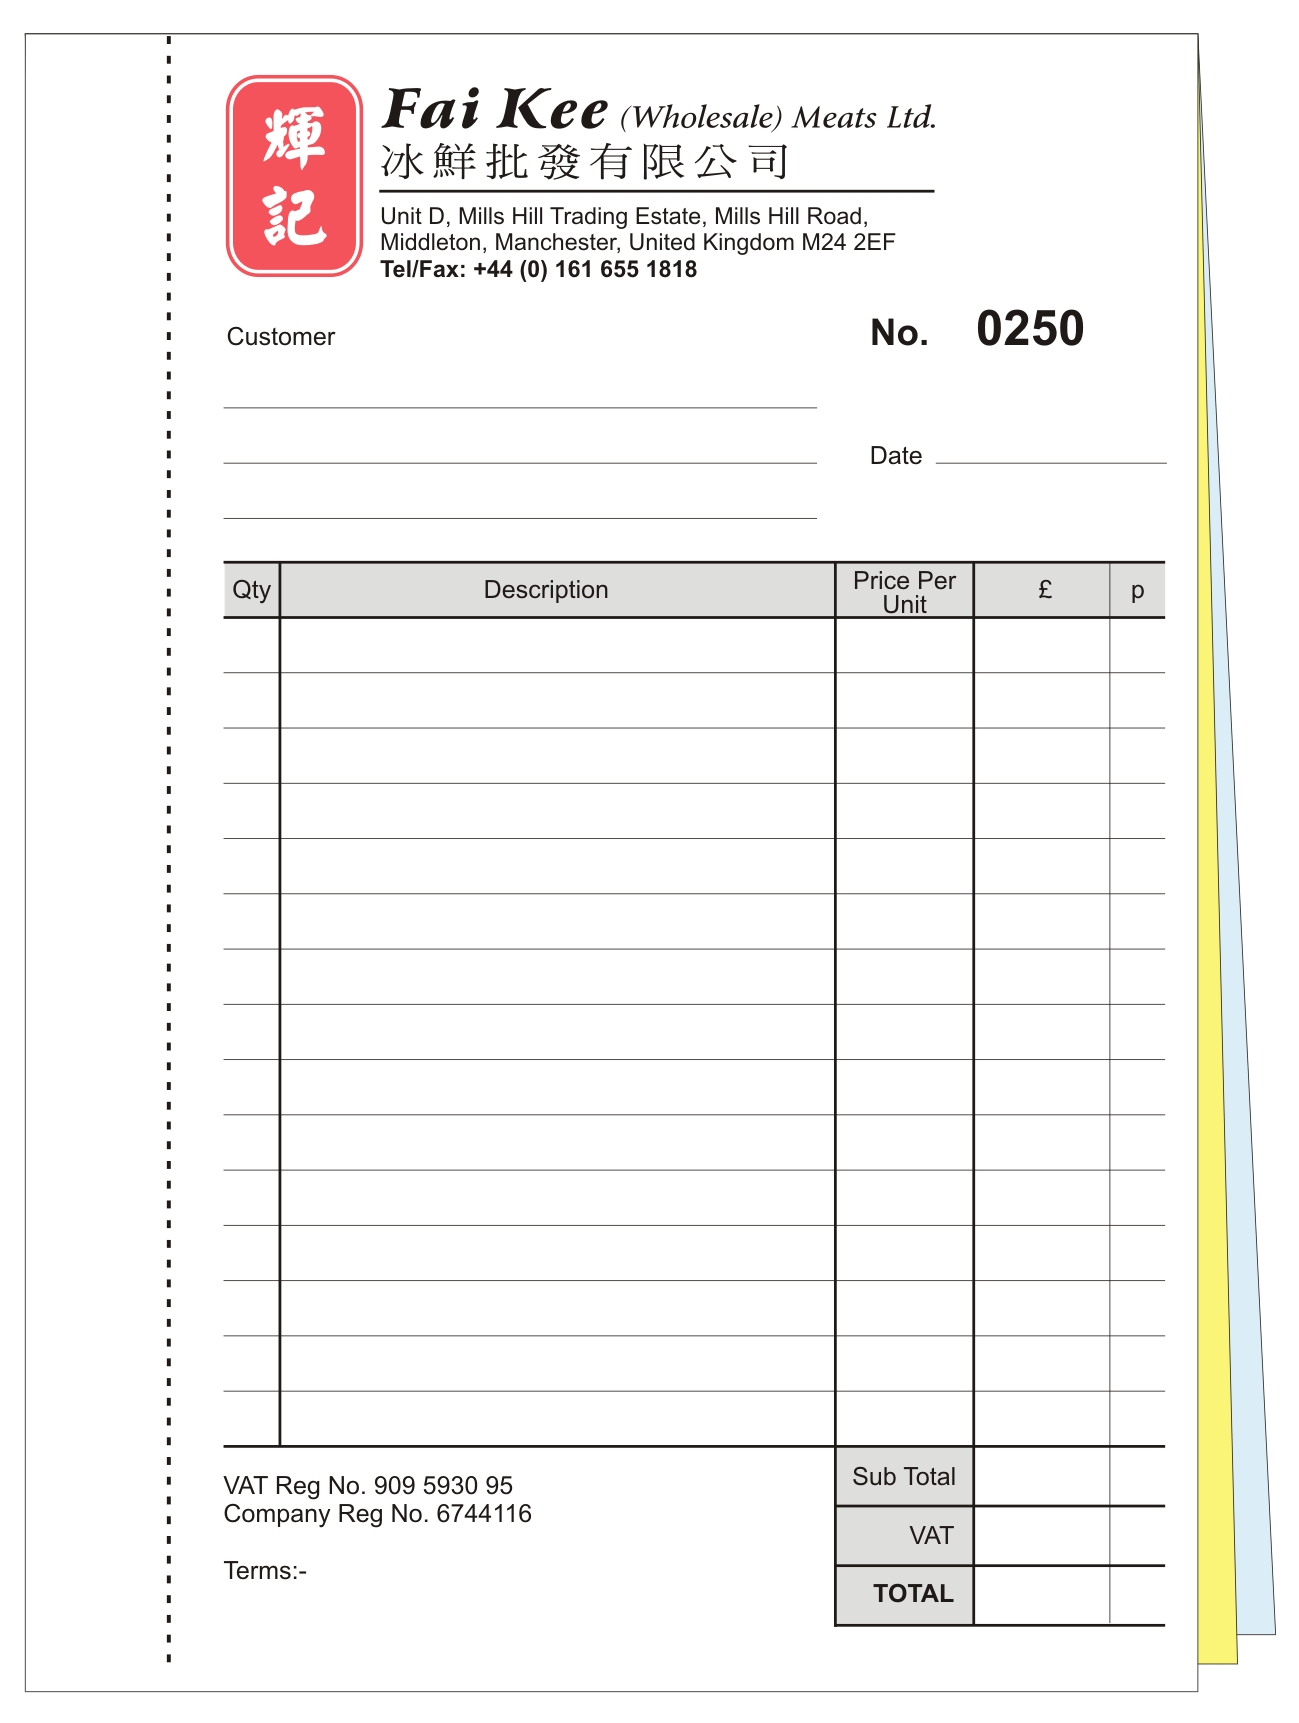 輝
記
Fai Kee (Wholesale) Meats Ltd.
冰鮮批發有限公司
Unit D, Mills Hill Trading Estate, Mills Hill Road,
Middleton, Manchester, United Kingdom M24 2EF
Tel/Fax: +44 (0) 161 655 1818
Customer
No. 0250
Date
Qty Description Price Per Unit £ p
Sub Total
VAT
TOTAL
VAT Reg No. 909 5930 95
Company Reg No. 6744116
Terms:-